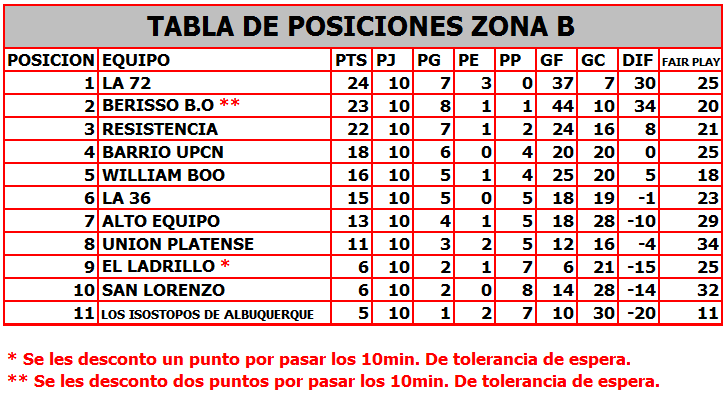 TABLA DE POSICIONES ZONA B
POSICION EQUIPO PTS PJ PG PE PP GF GC DIF FAIR PLAY
1 LA 72 24 10 7 3 0 37 7 30 25
2 BERISSO B.O ** 23 10 8 1 1 44 10 34 20
3 RESISTENCIA 22 10 7 1 2 24 16 8 21
4 BARRIO UPCN 18 10 6 0 4 20 20 0 25
5 WILLIAM BOO 16 10 5 1 4 25 20 5 18
6 LA 36 15 10 5 0 5 18 19 -1 23
7 ALTO EQUIPO 13 10 4 1 5 18 28 -10 29
8 UNION PLATENSE 11 10 3 2 5 12 16 -4 34
9 EL LADRILLO * 6 10 2 1 7 6 21 -15 25
10 SAN LORENZO 6 10 2 0 8 14 28 -14 32
11 LOS ISOSTOPOS DE ALBUQUERQUE 5 10 1 2 7 10 30 -20 11
* Se les desconto un punto por pasar los 10min. De tolerancia de espera.
** Se les desconto dos puntos por pasar los 10min. De tolerancia de espera.